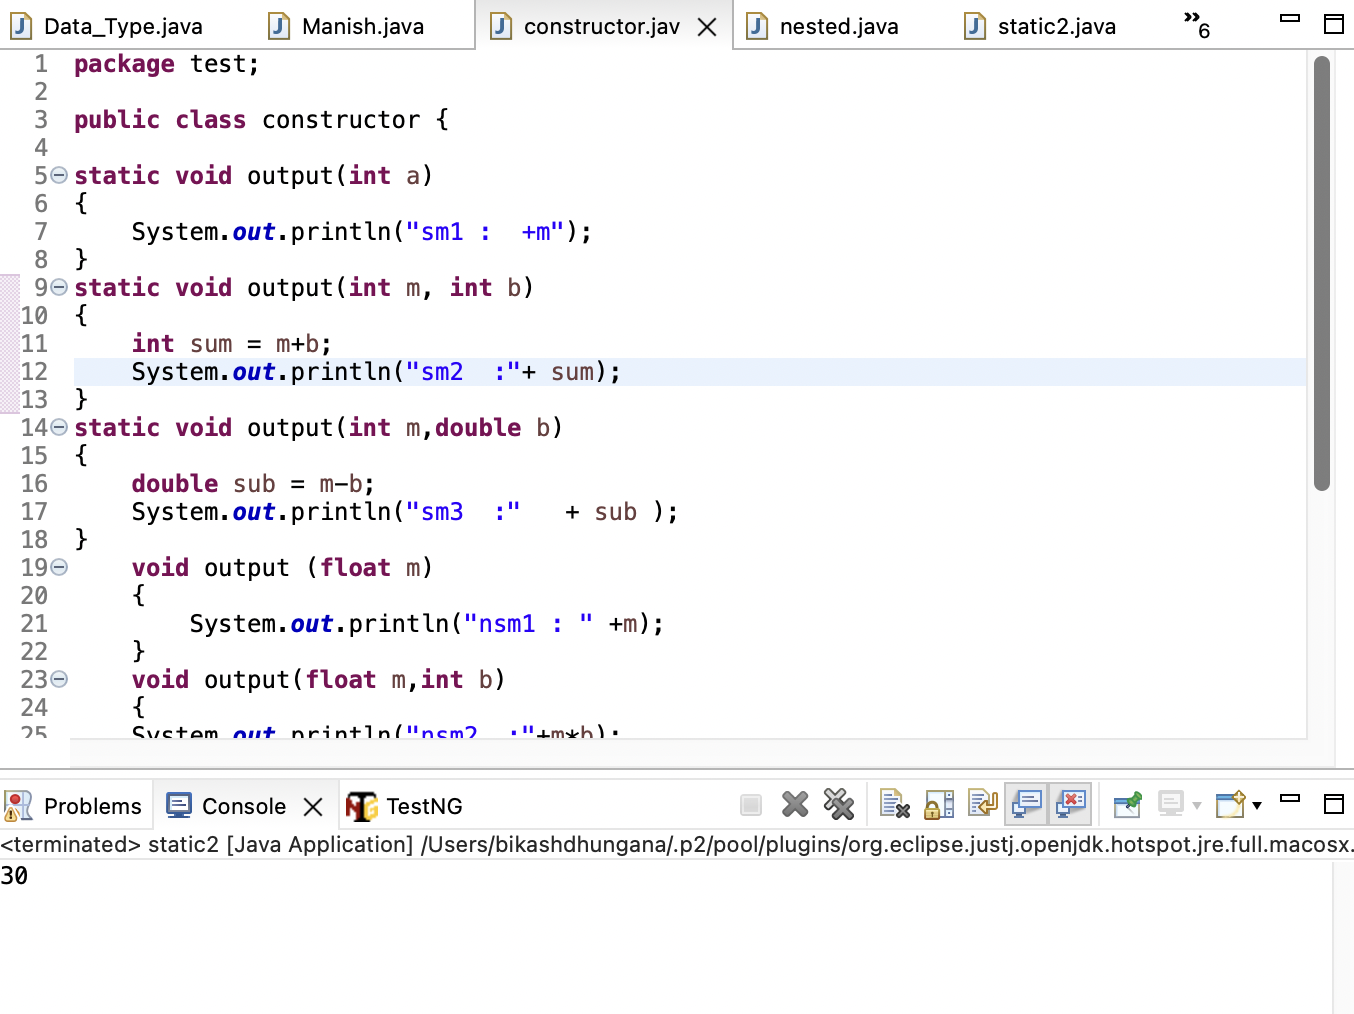 Data_Type.java Manish.java constructor.jav nested.java static2.java »6
1 package test;
2
3 public class constructor {
4
5 static void output(int a)
6 {
7     System.out.println("sm1 :  +m");
8 }
9 static void output(int m, int b)
10 {
11     int sum = m+b;
12     System.out.println("sm2  :"+ sum);
13 }
14 static void output(int m,double b)
15 {
16     double sub = m-b;
17     System.out.println("sm3  :"   + sub );
18 }
19     void output (float m)
20     {
21         System.out.println("nsm1 : " +m);
22     }
23     void output(float m,int b)
24     {
25     System.out.println("nsm2  :"+m*b);
Problems Console TestNG
<terminated> static2 [Java Application] /Users/bikashdhungana/.p2/pool/plugins/org.eclipse.justj.openjdk.hotspot.jre.full.macosx.
30